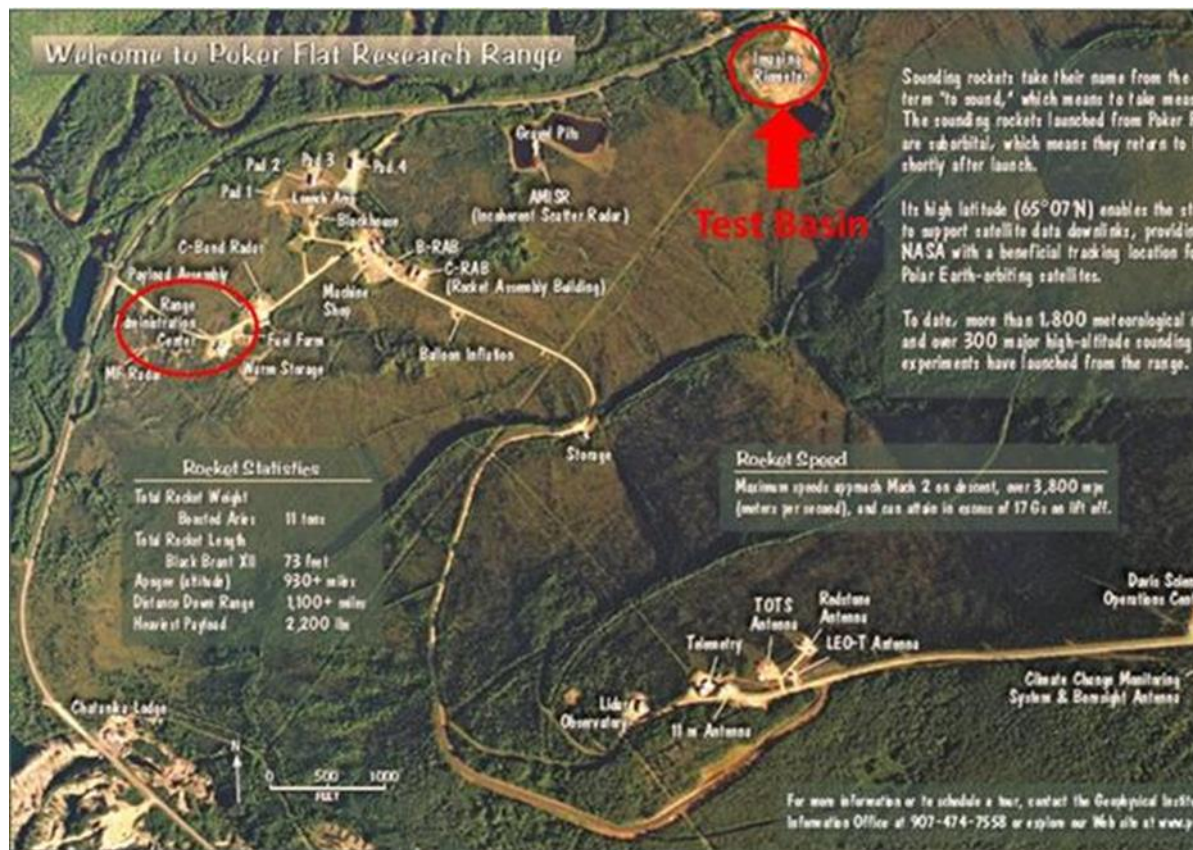 Welcome to Poker Flat Research Range
Imaging
Riometer
Test Basin
Sounding rockets take their name from the
term "to sound," which means to take meas
The sounding rockets launched from Poker
are suborbital, which means they return to
shortly after launch.
Its high latitude (65°07'N) enables the st
to support satellite data downlinks, providin
NASA with a beneficial tracking location fo
Polar Earth-orbiting satellites.
To date, more than 1,800 meteorological
and over 300 major high-altitude sounding
experiments have launched from the range.
Gravel Pits
AMISR
(Incoherent Scatter Radar)
Pad 1
Pad 2
Pad 3
Pad 4
Launch Area
Blockhouse
C-Band Radar
B-RAB
C-RAB
(Rocket Assembly Building)
Payload Assembly
Machine
Shop
Range
Administration
Center
Fuel Farm
Balloon Inflation
MF Radar
Warm Storage
Storage
Rocket Statistics
Total Rocket Weight
Boosted Aries 11 tons
Total Rocket Length
Black Brant XII 73 feet
Apogee (altitude) 930+ miles
Distance Down Range 1,100+ miles
Heaviest Payload 2,200 lbs
Rocket Speed
Maximum speeds approach Mach 2 on descent, over 3,800 mps
(meters per second), and can attain in excess of 17 Gs on lift off.
Davis Scien
Operations Cent
TOTS
Antenna
Redstone
Antenna
Telemetry
LEO-T Antenna
Lidar
Observatory
11 m Antenna
Climate Change Monitoring
System & Boresight Antenna
Chatanika Lodge
N
0 500 1000
FEET
For more information or to schedule a tour, contact the Geophysical Instit
Information Office at 907-474-7558 or explore our Web site at www.p